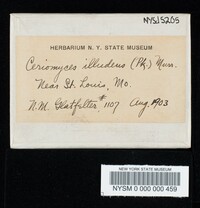 NYSJ5205
HERBARIUM N. Y. STATE MUSEUM
Ceriomyces illudens (Pk.) Murr.
Near St. Louis, Mo.
N.M. Glatfelter #1107 Aug. 1903
NEW YORK STATE MUSEUM
NYSM 0 000 000 459